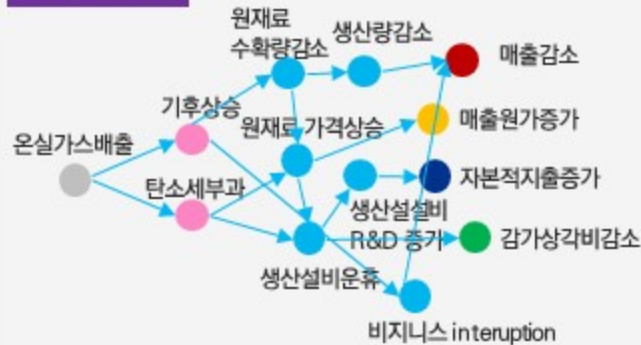 원재료
수확량감소
생산량감소
매출감소
기후상승
원재료 가격상승
매출원가증가
온실가스배출
탄소세부과
자본적지출증가
생산설설비
R&D 증가
감가상각비감소
생산설비운휴
비지니스 interuption